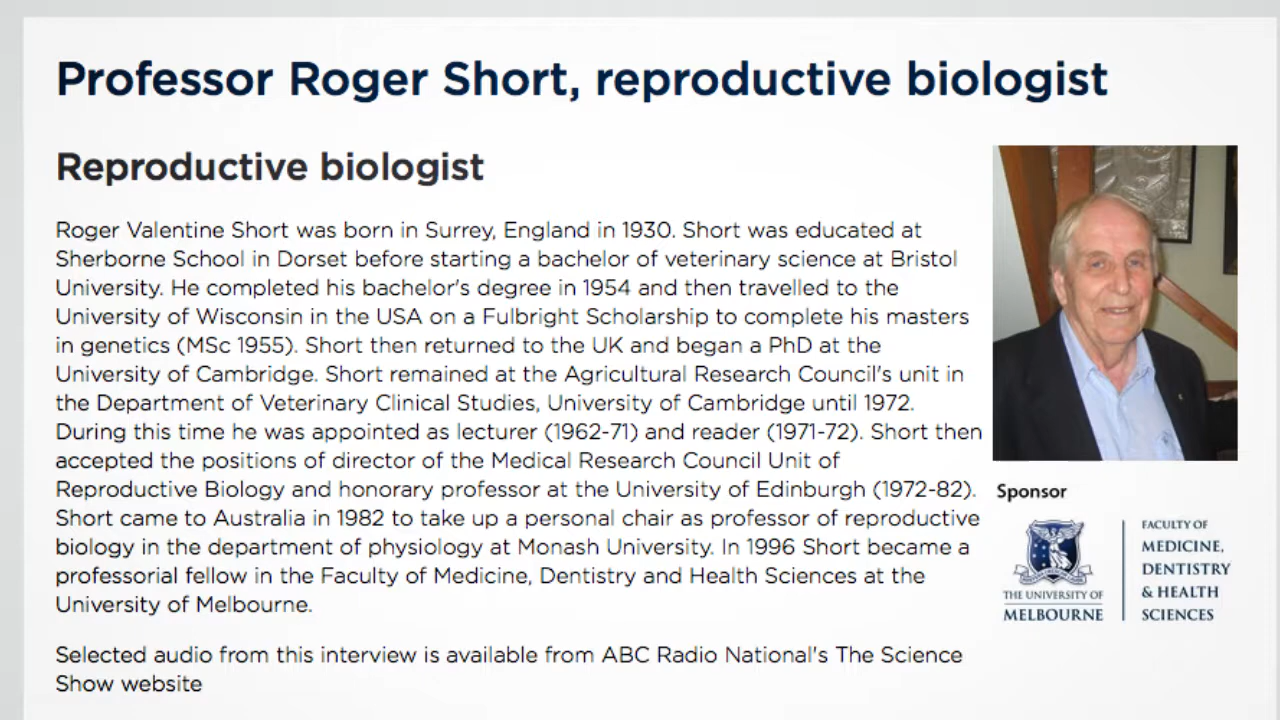 Professor Roger Short, reproductive biologist
Reproductive biologist
Roger Valentine Short was born in Surrey, England in 1930. Short was educated at
Sherborne School in Dorset before starting a bachelor of veterinary science at Bristol
University. He completed his bachelor's degree in 1954 and then travelled to the
University of Wisconsin in the USA on a Fulbright Scholarship to complete his masters
in genetics (MSc 1955). Short then returned to the UK and began a PhD at the
University of Cambridge. Short remained at the Agricultural Research Council's unit in
the Department of Veterinary Clinical Studies, University of Cambridge until 1972.
During this time he was appointed as lecturer (1962-71) and reader (1971-72). Short then
accepted the positions of director of the Medical Research Council Unit of
Reproductive Biology and honorary professor at the University of Edinburgh (1972-82).
Short came to Australia in 1982 to take up a personal chair as professor of reproductive
biology in the department of physiology at Monash University. In 1996 Short became a
professorial fellow in the Faculty of Medicine, Dentistry and Health Sciences at the
University of Melbourne.
Selected audio from this interview is available from ABC Radio National's The Science
Show website
Sponsor
THE UNIVERSITY OF
MELBOURNE
FACULTY OF
MEDICINE,
DENTISTRY
& HEALTH
SCIENCES